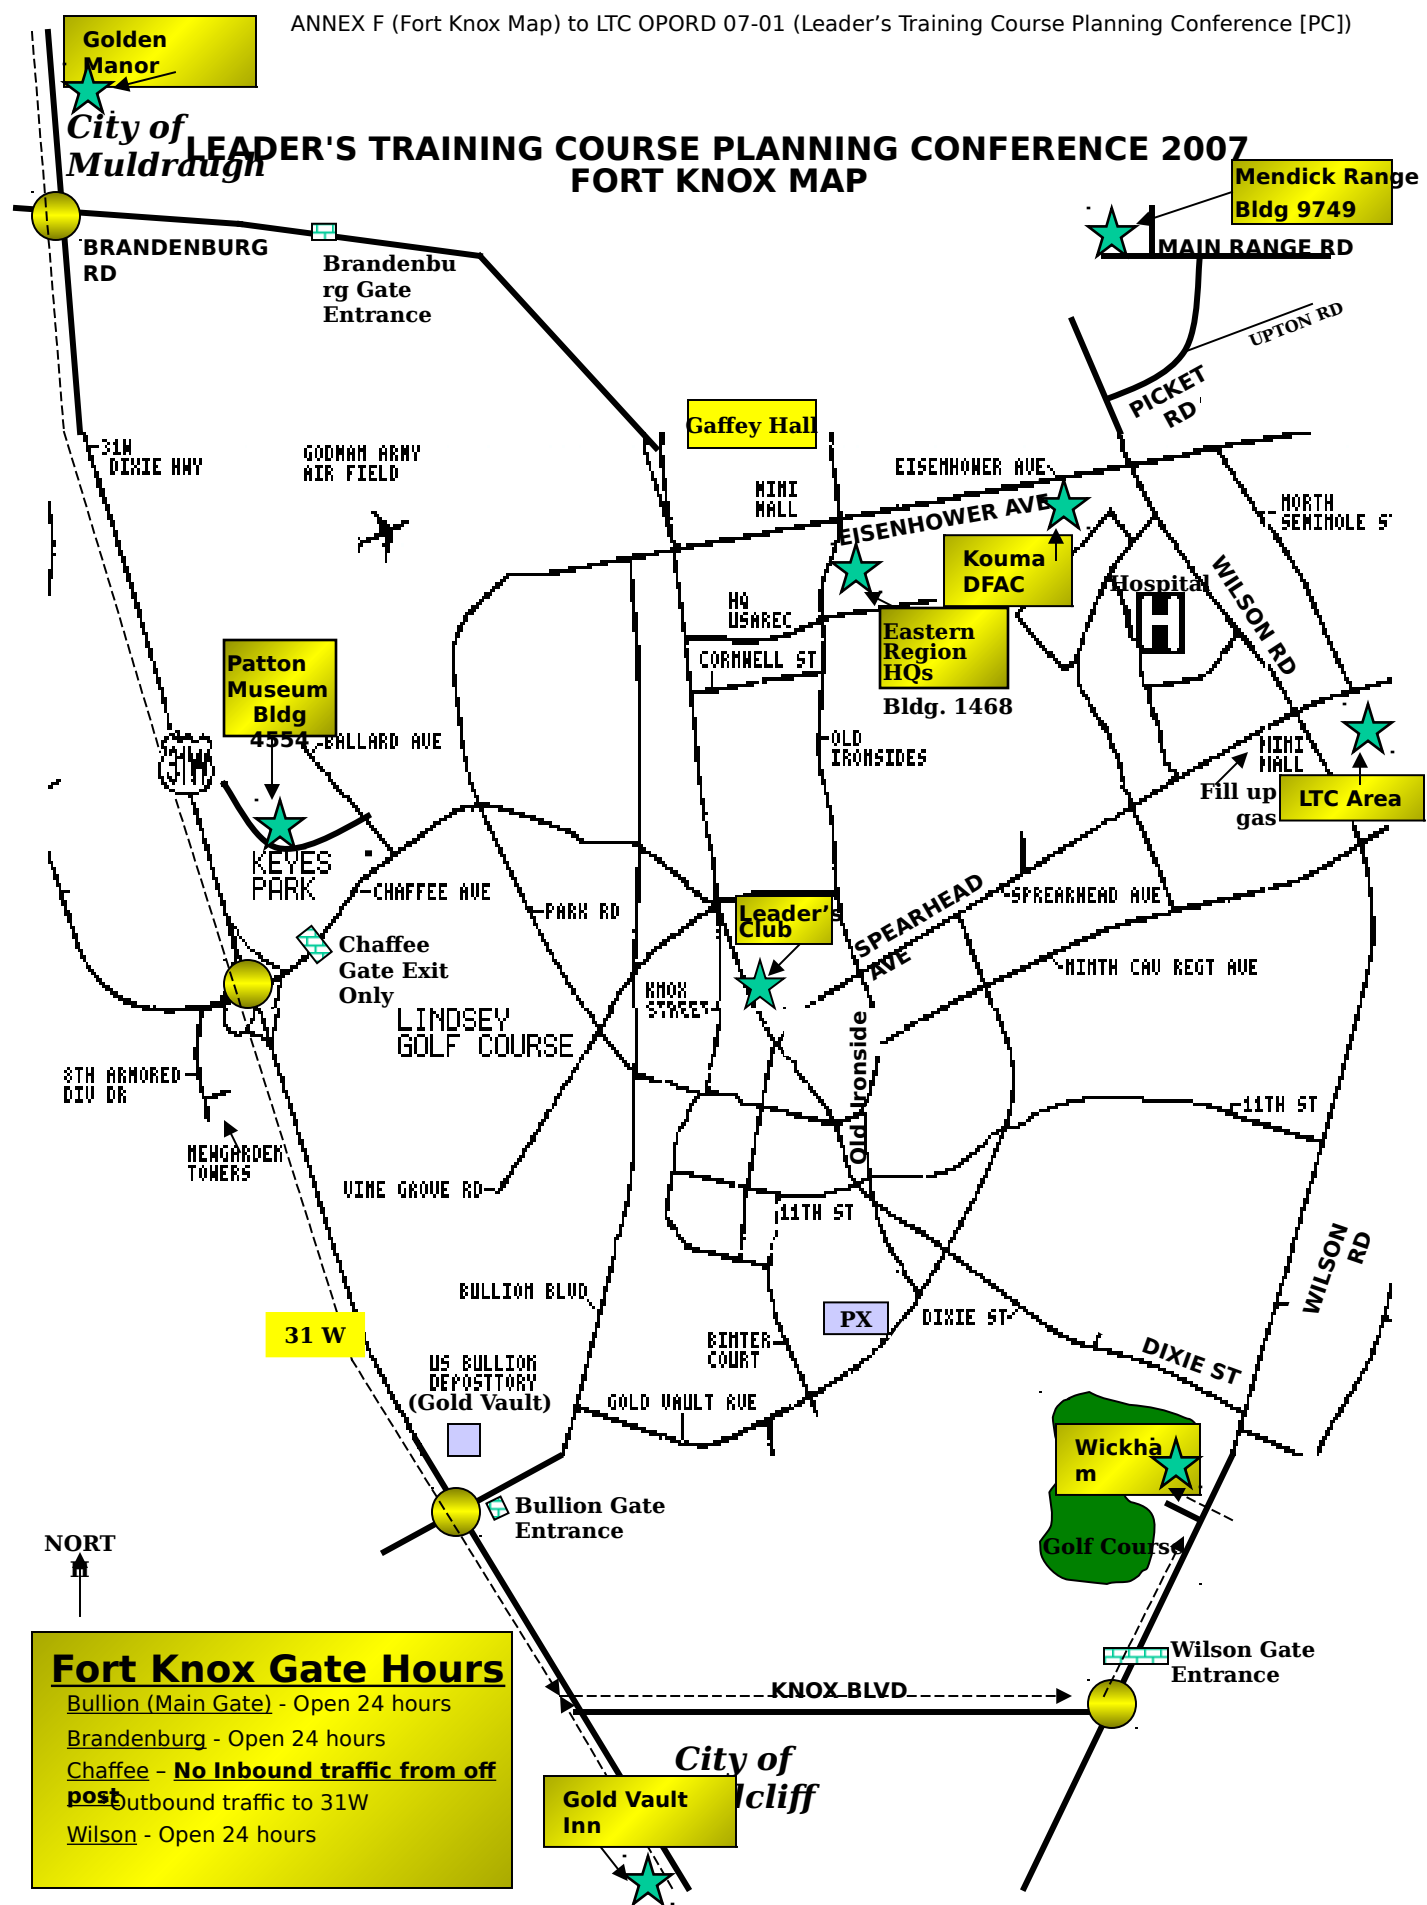 ANNEX F (Fort Knox Map) to LTC OPORD 07-01 (Leader’s Training Course Planning Conference [PC])
Golden
Manor
City of
Muldraugh
LEADER'S TRAINING COURSE PLANNING CONFERENCE 2007
FORT KNOX MAP
Mendick Range
Bldg 9749
MAIN RANGE RD
BRANDENBURG
RD
Brandenbu
rg Gate
Entrance
UPTON RD
PICKET
RD
Gaffey Hall
31W
DIXIE HWY
GODMAN ARMY
AIR FIELD
EISENHOWER AVE
MINI
MALL
EISENHOWER AVE
NORTH
SEMINOLE ST
Kouma
DFAC
Hospital
H
WILSON RD
HQ
USAREC
Eastern
Region
HQs
Bldg. 1468
CORNWELL ST
Patton
Museum
Bldg
4554
BALLARD AVE
31W
OLD
IRONSIDES
MINI
MALL
Fill up
gas
LTC Area
KEYES
PARK
CHAFFEE AVE
PARK RD
Leader’s
Club
SPEARHEAD
AVE
SPREARHEAD AVE
Chaffee
Gate Exit
Only
NINTH CAV REGT AVE
KNOX
STREET
LINDSEY
GOLF COURSE
Old Ironside
8TH ARMORED
DIV DR
11TH ST
NEWGARDEN
TOWERS
VINE GROVE RD
11TH ST
WILSON
RD
BULLION BLVD
31 W
PX
DIXIE ST
BINTER
COURT
DIXIE ST
US BULLION
DEPOSTTORY
(Gold Vault)
GOLD VAULT RVE
Wickha
m
Bullion Gate
Entrance
NORT
H
Golf Course
Fort Knox Gate Hours
Bullion (Main Gate) - Open 24 hours
Brandenburg - Open 24 hours
Chaffee – No Inbound traffic from off
post
- *Outbound traffic to 31W
Wilson - Open 24 hours
Wilson Gate
Entrance
KNOX BLVD
City of
dcliff
Gold Vault
Inn